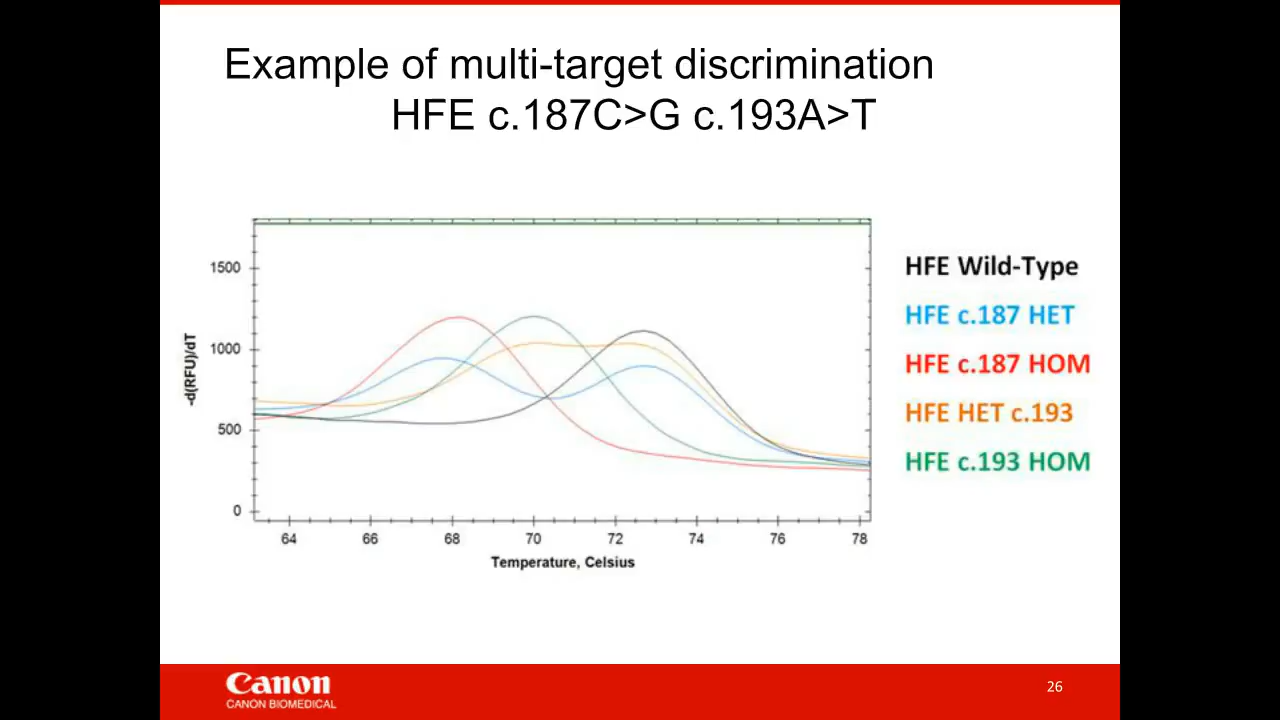 Example of multi-target discrimination
HFE c.187C>G c.193A>T
1500
1000
500
0
-d(RFU)/dT
64 66 68 70 72 74 76 78
Temperature, Celsius
HFE Wild-Type
HFE c.187 HET
HFE c.187 HOM
HFE HET c.193
HFE c.193 HOM
Canon
CANON BIOMEDICAL
26